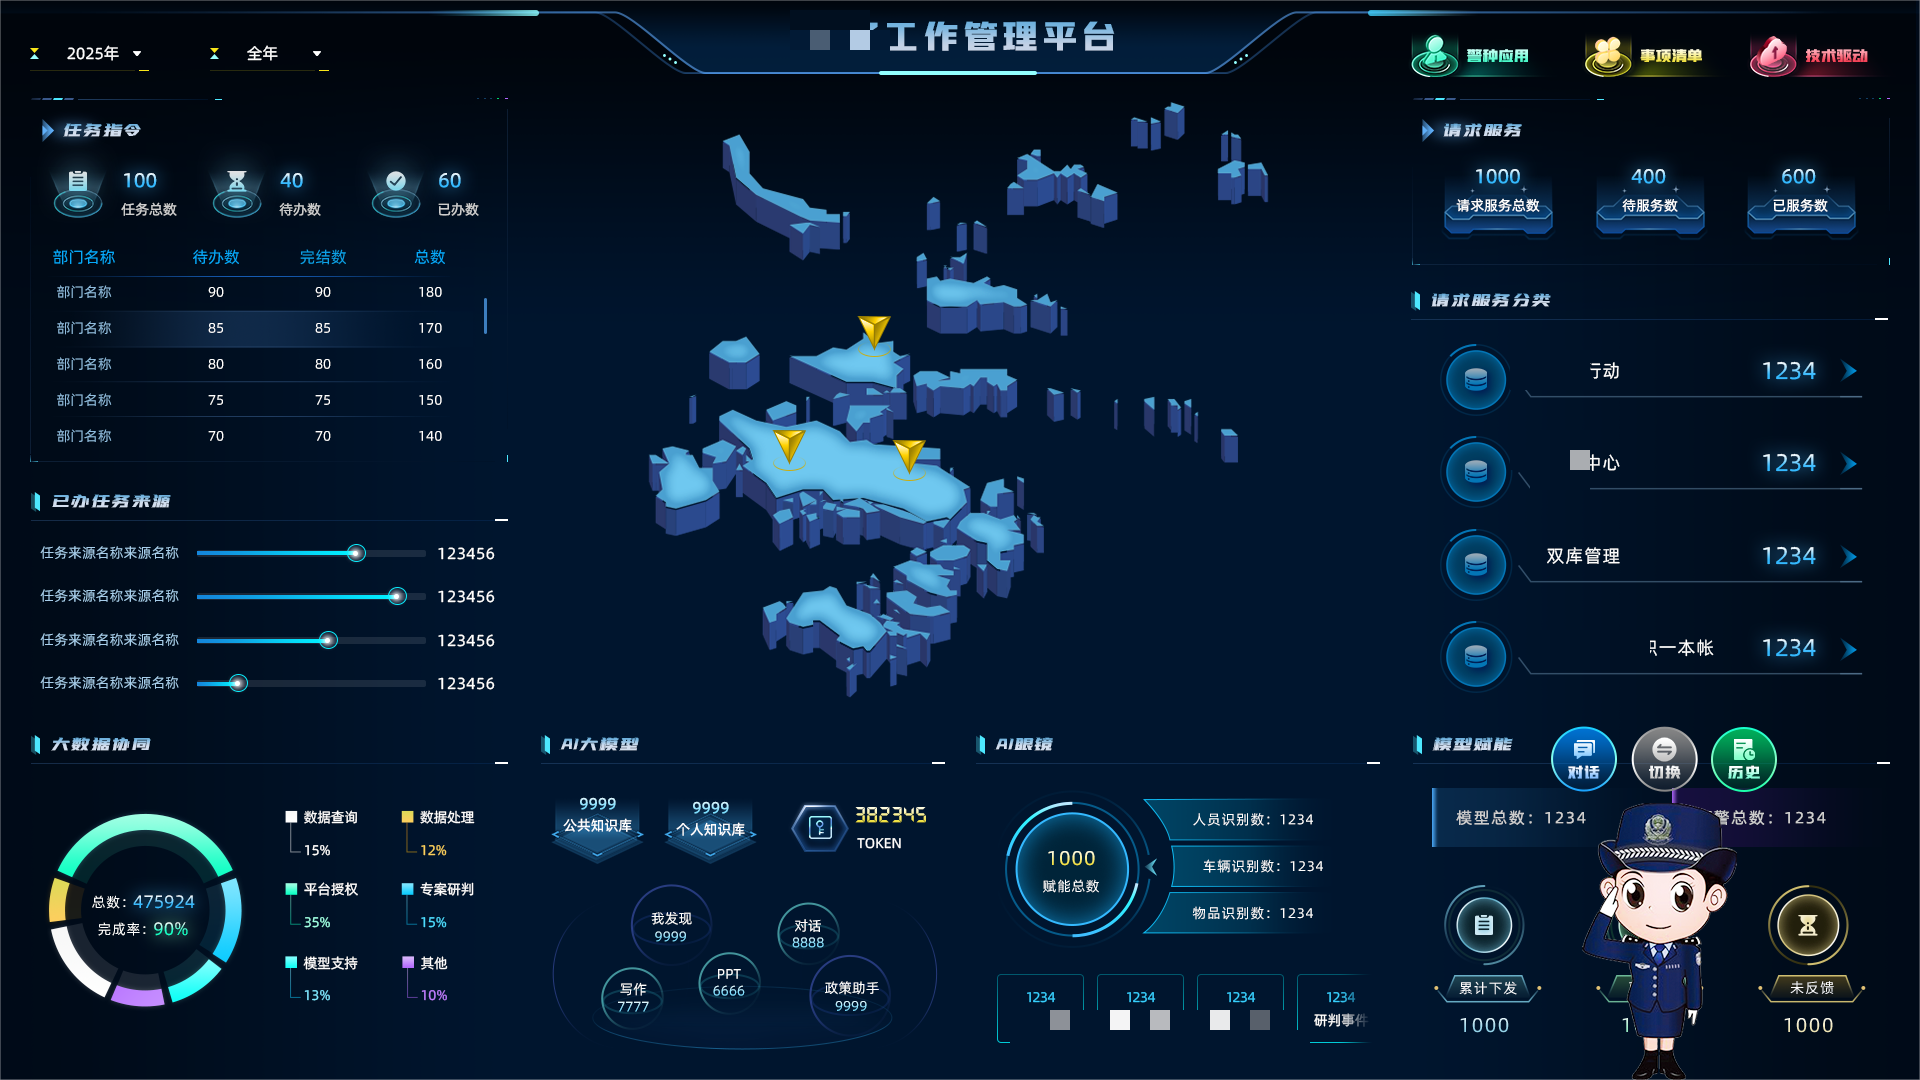 工作管理平台
2025年
全年
警种应用
事项清单
技术驱动
任务指令
100
任务总数
40
待办数
60
已办数
部门名称 待办数 完结数 总数
部门名称 90 90 180
部门名称 85 85 170
部门名称 80 80 160
部门名称 75 75 150
部门名称 70 70 140
已办任务来源
任务来源名称来源名称 123456
任务来源名称来源名称 123456
任务来源名称来源名称 123456
任务来源名称来源名称 123456
请求服务
1000
请求服务总数
400
待服务数
600
已服务数
请求服务分类
动 1234
中心 1234
双库管理 1234
一本帐 1234
大数据协同
总数: 475924
完成率: 90%
数据查询
15%
数据处理
12%
平台授权
35%
专案研判
15%
模型支持
13%
其他
10%
AI大模型
9999
公共知识库
9999
个人知识库
382345
TOKEN
我发现
9999
对话
8888
写作
7777
PPT
6666
政策助手
9999
AI眼镜
1000
赋能总数
人员识别数: 1234
车辆识别数: 1234
物品识别数: 1234
1234
1234
1234
1234
研判事件
模型赋能
对话
切换
历史
模型总数: 1234
警总数: 1234
累计下发
1000
未反馈
1000